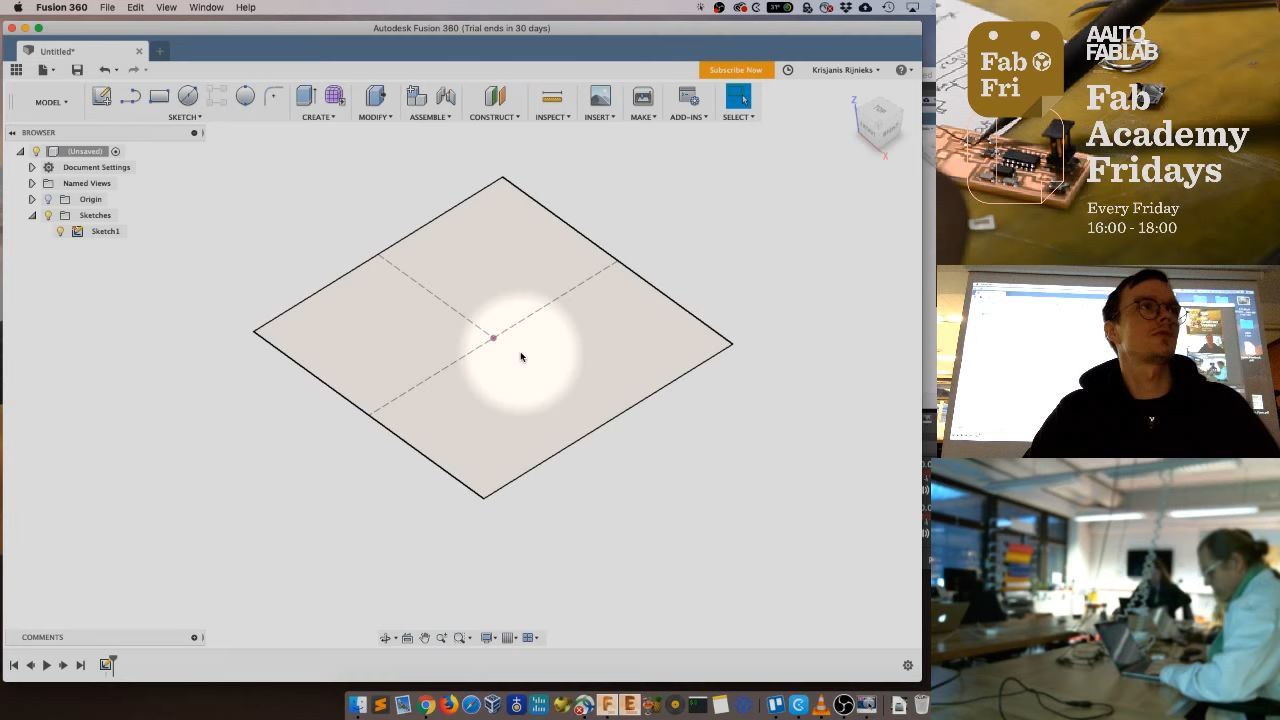 Fusion 360 File Edit View Window Help
31°
Autodesk Fusion 360 (Trial ends in 30 days)
Untitled*
Subscribe Now
Krisjanis Rijnieks
MODEL
SKETCH
CREATE
MODIFY
ASSEMBLE
CONSTRUCT
INSPECT
INSERT
MAKE
ADD-INS
SELECT
BROWSER
(Unsaved)
Document Settings
Named Views
Origin
Sketches
Sketch1
Z
X
COMMENTS
Fab
Fri
AALTO
FABLAB
Fab
Academy
Fridays
Every Friday
16:00 - 18:00